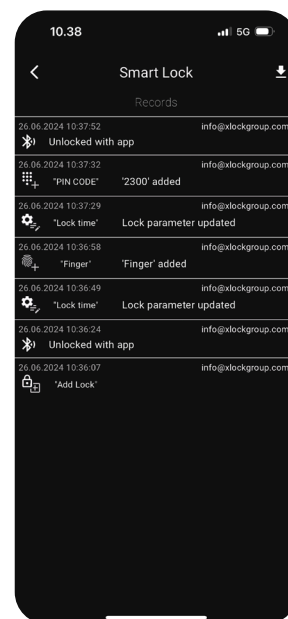 10.38 5G
Smart Lock
Records
26.06.2024 10:37:52 info@xlockgroup.com
Unlocked with app
26.06.2024 10:37:32 info@xlockgroup.com
"PIN CODE" '2300' added
26.06.2024 10:37:29 info@xlockgroup.com
"Lock time" Lock parameter updated
26.06.2024 10:36:58 info@xlockgroup.com
"Finger" 'Finger' added
26.06.2024 10:36:49 info@xlockgroup.com
"Lock time" Lock parameter updated
26.06.2024 10:36:24 info@xlockgroup.com
Unlocked with app
26.06.2024 10:36:07 info@xlockgroup.com
"Add Lock"